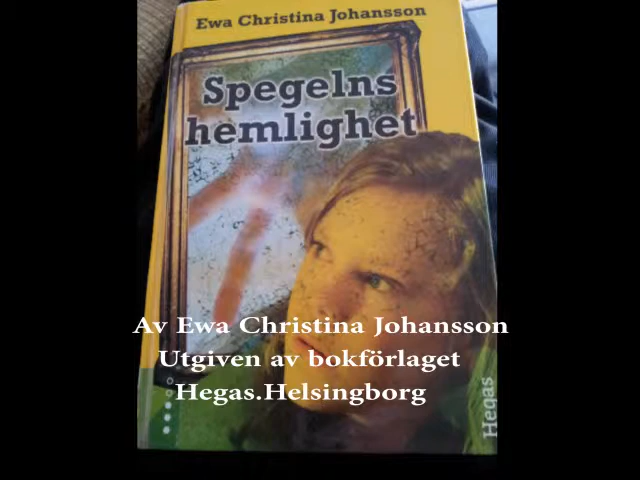 Ewa Christina Johansson
Spegelns
hemlighet
Av Ewa Christina Johansson
Utgiven av bokförlaget
Hegas.Helsingborg
Hegas